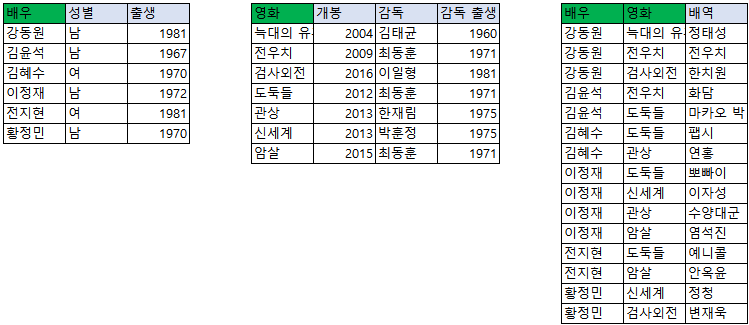 배우 성별 출생
강동원 남 1981
김윤석 남 1967
김혜수 여 1970
이정재 남 1972
전지현 여 1981
황정민 남 1970
영화 개봉 감독 감독 출생
늑대의 유 2004 김태균 1960
전우치 2009 최동훈 1971
검사외전 2016 이일형 1981
도둑들 2012 최동훈 1971
관상 2013 한재림 1975
신세계 2013 박훈정 1975
암살 2015 최동훈 1971
배우 영화 배역
강동원 늑대의 유 정태성
강동원 전우치 전우치
강동원 검사외전 한치원
김윤석 전우치 화담
김윤석 도둑들 마카오 박
김혜수 도둑들 팹시
김혜수 관상 연홍
이정재 도둑들 뽀빠이
이정재 신세계 이자성
이정재 관상 수양대군
이정재 암살 염석진
전지현 도둑들 예니콜
전지현 암살 안옥윤
황정민 신세계 정청
황정민 검사외전 변재욱